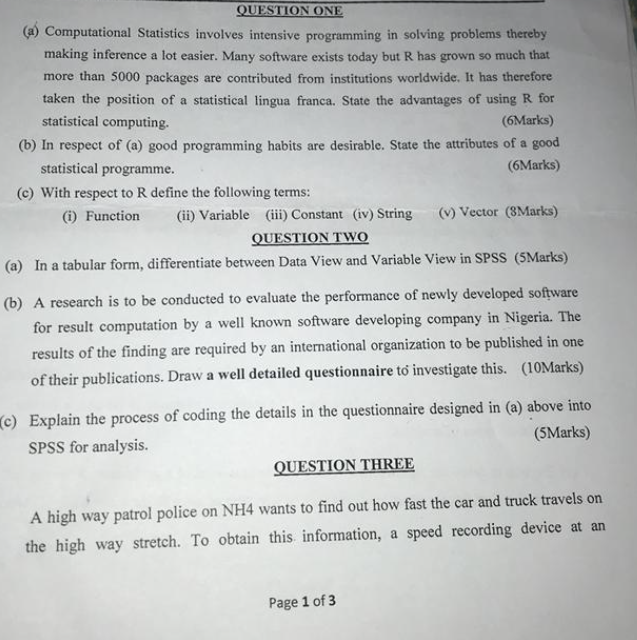 QUESTION ONE
(a) Computational Statistics involves intensive programming in solving problems thereby
making inference a lot easier. Many software exists today but R has grown so much that
more than 5000 packages are contributed from institutions worldwide. It has therefore
taken the position of a statistical lingua franca. State the advantages of using R for
statistical computing. (6Marks)
(b) In respect of (a) good programming habits are desirable. State the attributes of a good
statistical programme. (6Marks)
(c) With respect to R define the following terms:
(i) Function (ii) Variable (iii) Constant (iv) String (v) Vector (8Marks)
QUESTION TWO
(a) In a tabular form, differentiate between Data View and Variable View in SPSS (5Marks)
(b) A research is to be conducted to evaluate the performance of newly developed software
for result computation by a well known software developing company in Nigeria. The
results of the finding are required by an international organization to be published in one
of their publications. Draw a well detailed questionnaire to investigate this. (10Marks)
(c) Explain the process of coding the details in the questionnaire designed in (a) above into
SPSS for analysis. (5Marks)
QUESTION THREE
A high way patrol police on NH4 wants to find out how fast the car and truck travels on
the high way stretch. To obtain this information, a speed recording device at an
Page 1 of 3